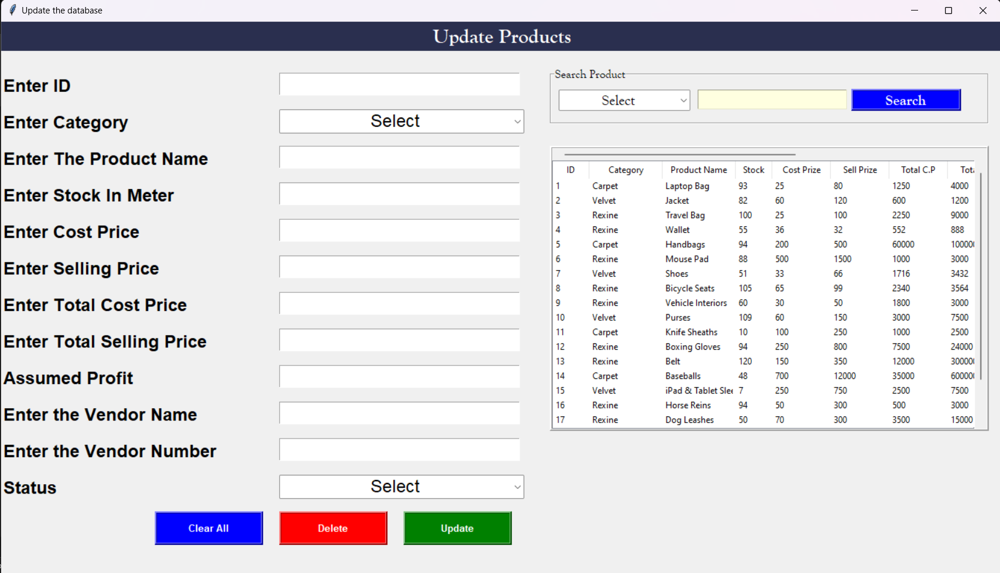 Update the database
Update Products
Enter ID
Enter Category Select
Enter The Product Name
Enter Stock In Meter
Enter Cost Price
Enter Selling Price
Enter Total Cost Price
Enter Total Selling Price
Assumed Profit
Enter the Vendor Name
Enter the Vendor Number
Status Select
Clear All Delete Update
Search Product
Select Search
ID Category Product Name Stock Cost Prize Sell Prize Total C.P Tota
1 Carpet Laptop Bag 93 25 80 1250 4000
2 Velvet Jacket 82 60 120 600 1200
3 Rexine Travel Bag 100 25 100 2250 9000
4 Rexine Wallet 55 36 32 552 888
5 Carpet Handbags 94 200 500 60000 100000
6 Rexine Mouse Pad 88 500 1500 1000 3000
7 Velvet Shoes 51 33 66 1716 3432
8 Rexine Bicycle Seats 105 65 99 2340 3564
9 Rexine Vehicle Interiors 60 30 50 1800 3000
10 Velvet Purses 109 60 150 3000 7500
11 Carpet Knife Sheaths 10 100 250 1000 2500
12 Rexine Boxing Gloves 94 250 800 7500 24000
13 Rexine Belt 120 150 350 12000 300000
14 Carpet Baseballs 48 700 12000 35000 600000
15 Velvet iPad & Tablet Slee 7 250 750 2500 7500
16 Rexine Horse Reins 94 50 300 500 3000
17 Rexine Dog Leashes 50 70 300 3500 15000